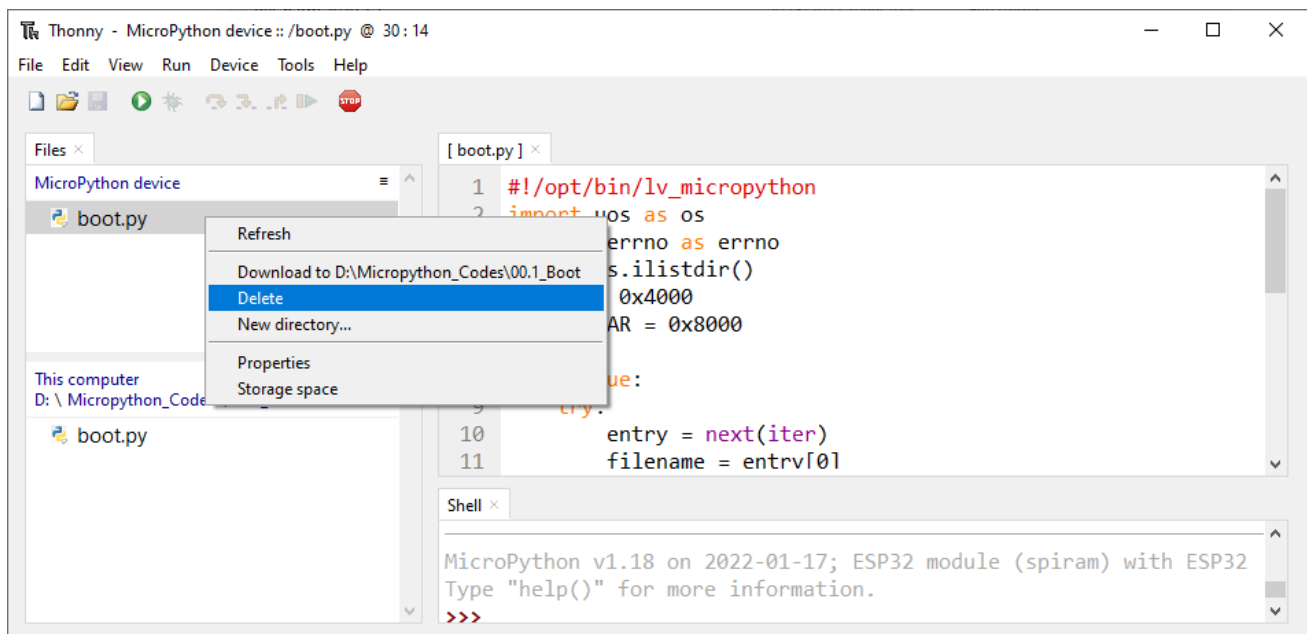 Thonny - MicroPython device :: /boot.py @ 30 : 14
File Edit View Run Device Tools Help
STOP
Files
MicroPython device
boot.py
Refresh
Download to D:\Micropython_Codes\00.1_Boot
Delete
New directory...
Properties
Storage space
This computer
D: \ Micropython_Code
boot.py
[ boot.py ]
1 #!/opt/bin/lv_micropython
2 import uos as os
errno as errno
s.ilistdir()
0x4000
AR = 0x8000
ue:
9 try:
10 entry = next(iter)
11 filename = entry[0]
Shell
MicroPython v1.18 on 2022-01-17; ESP32 module (spiram) with ESP32
Type "help()" for more information.
>>>